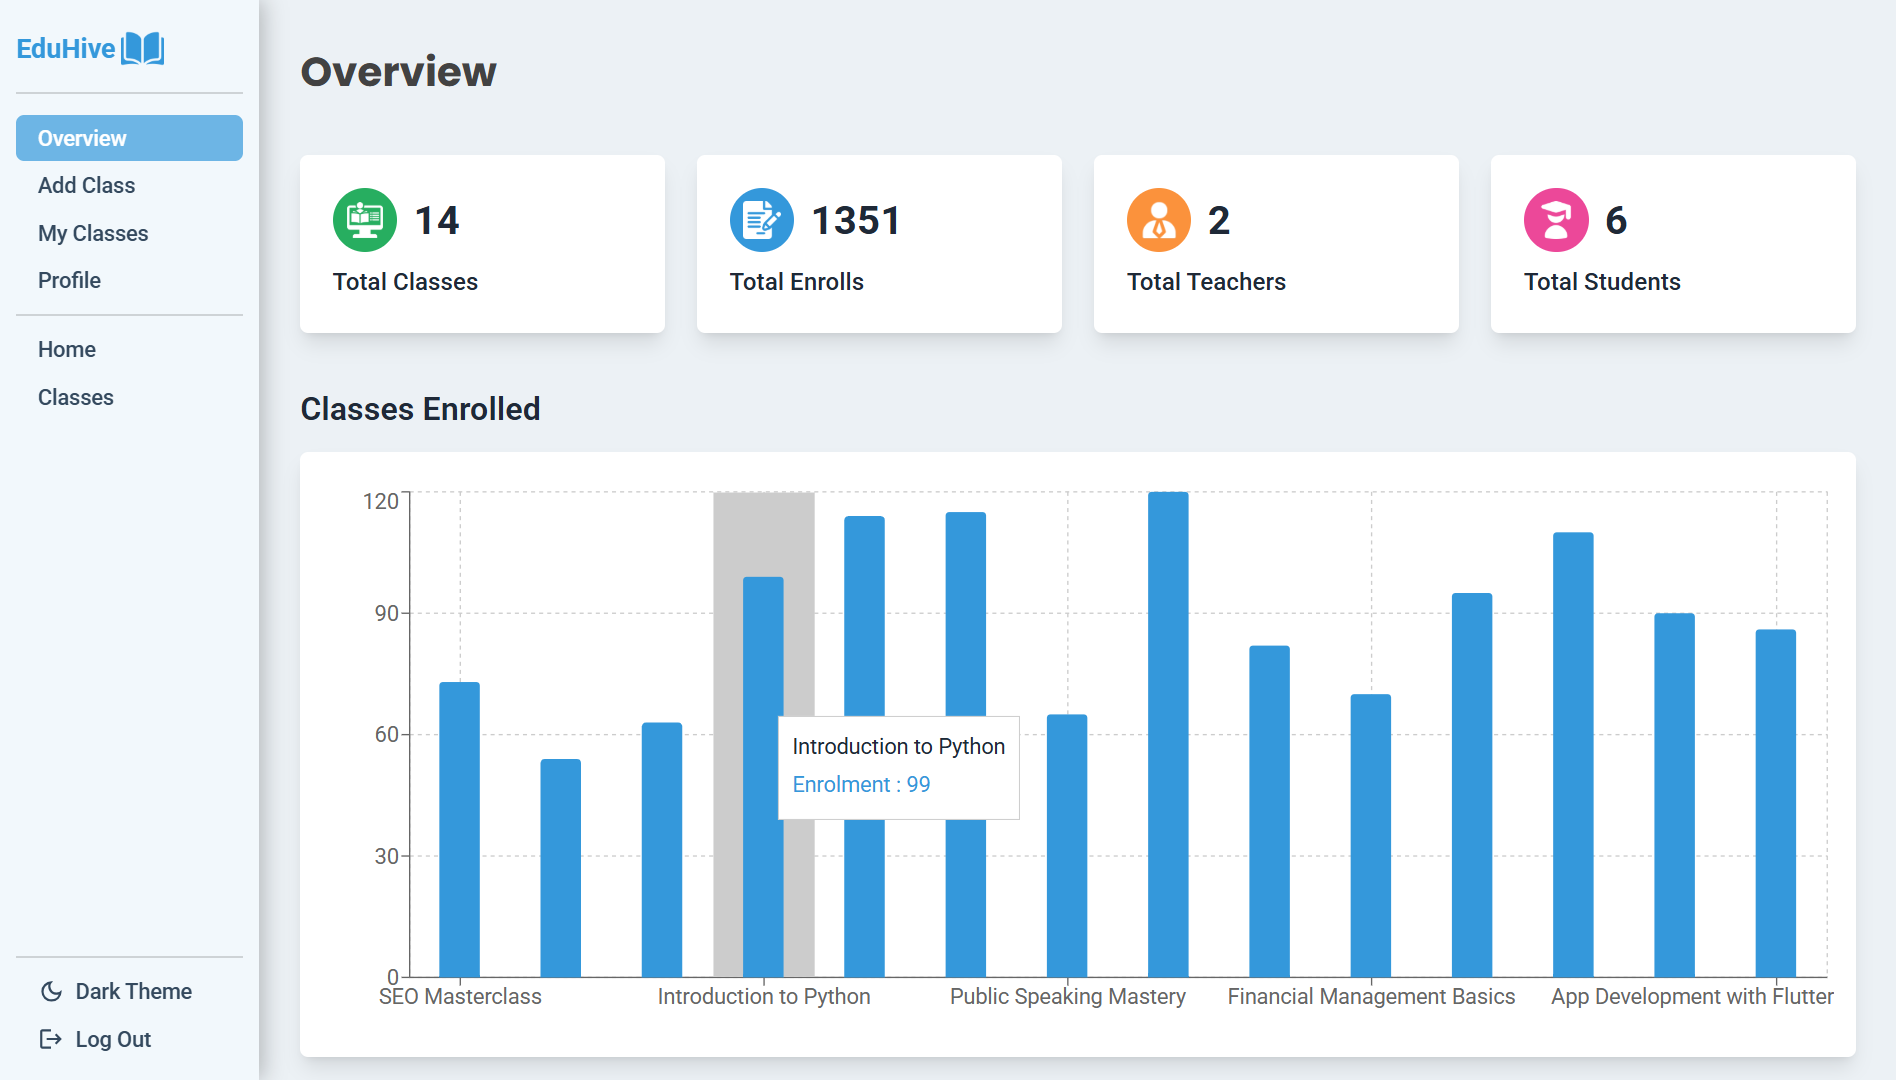 EduHive
Overview
Add Class
My Classes
Profile
Home
Classes
Dark Theme
Log Out
Overview
14
Total Classes
1351
Total Enrolls
2
Total Teachers
6
Total Students
Classes Enrolled
120
90
60
30
0
Introduction to Python
Enrolment : 99
SEO Masterclass
Introduction to Python
Public Speaking Mastery
Financial Management Basics
App Development with Flutter